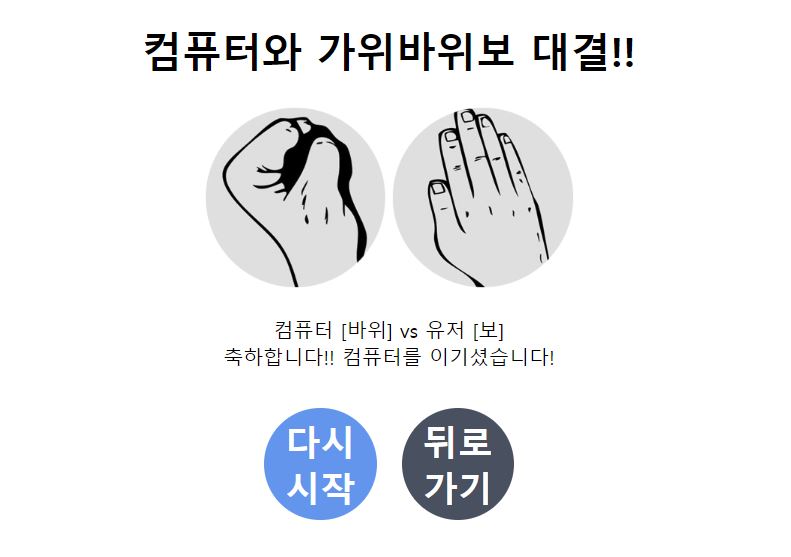 컴퓨터와 가위바위보 대결!!
컴퓨터 [바위] vs 유저 [보]
축하합니다!! 컴퓨터를 이기셨습니다!
다시
시작
뒤로
가기